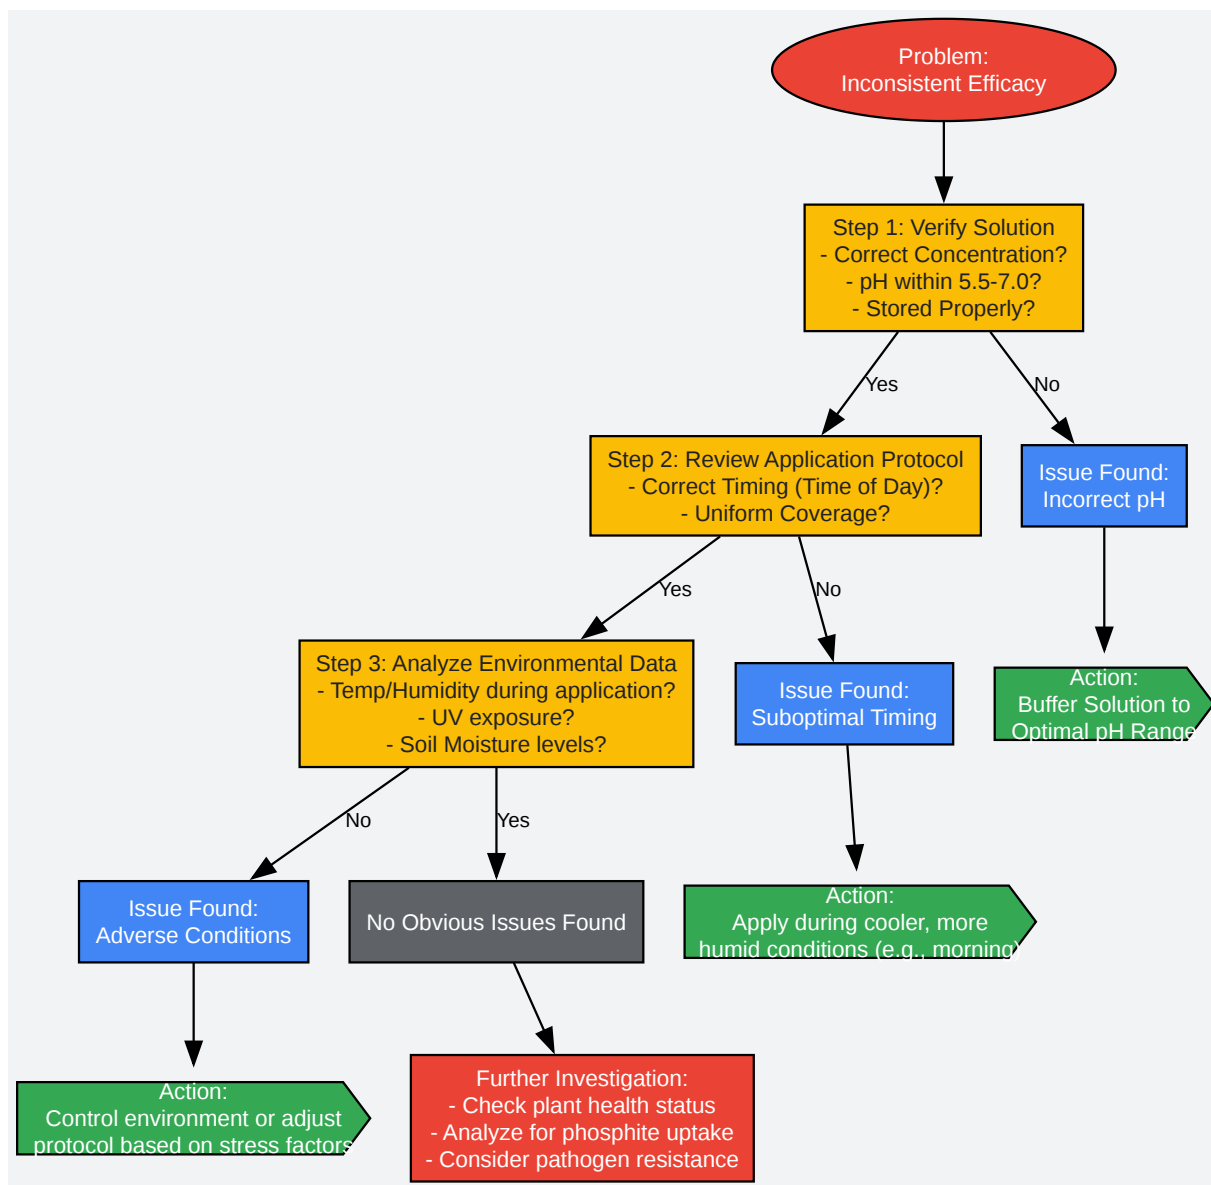 Problem:
Inconsistent Efficacy
Step 1: Verify Solution
- Correct Concentration?
- pH within 5.5-7.0?
- Stored Properly?
Yes
No
Step 2: Review Application Protocol
- Correct Timing (Time of Day)?
- Uniform Coverage?
Issue Found:
Incorrect pH
Yes
No
Step 3: Analyze Environmental Data
- Temp/Humidity during application?
- UV exposure?
- Soil Moisture levels?
Issue Found:
Suboptimal Timing
Action:
Buffer Solution to
Optimal pH Range
No
Yes
Issue Found:
Adverse Conditions
No Obvious Issues Found
Action:
Apply during cooler, more
humid conditions (e.g., morning)
Action:
Control environment or adjust
protocol based on stress factors
Further Investigation:
- Check plant health status
- Analyze for phosphite uptake
- Consider pathogen resistance